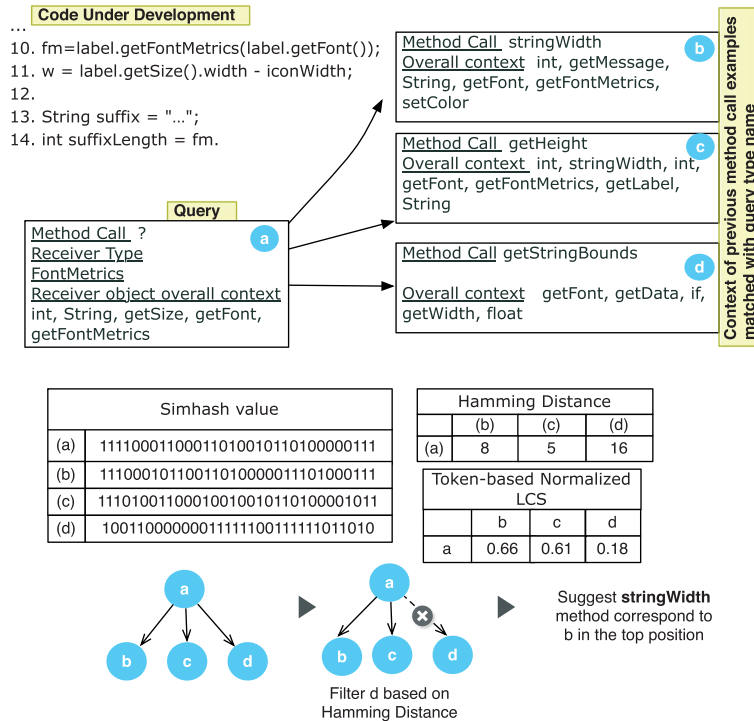 Code Under Development
...
10. fm=label.getFontMetrics(label.getFont());
11. w = label.getSize().width - iconWidth;
12.
13. String suffix = "...";
14. int suffixLength = fm.
Query
a
Method Call ?
Receiver Type
FontMetrics
Receiver object overall context
int, String, getSize, getFont,
getFontMetrics
b
Method Call stringWidth
Overall context int, getMessage,
String, getFont, getFontMetrics,
setColor
c
Method Call getHeight
Overall context int, stringWidth, int,
getFont, getFontMetrics, getLabel,
String
d
Method Call getStringBounds
Overall context getFont, getData, if,
getWidth, float
Context of previous method call examples
matched with query type name
Simhash value
(a) 11110001100011010010110100000111
(b) 11100010110011010000011101000111
(c) 11101001100010010010110100001011
(d) 10011000000011111100111111011010
Hamming Distance
(b) (c) (d)
(a) 8 5 16
Token-based Normalized
LCS
b c d
a 0.66 0.61 0.18
a
b c d
a
b c d
Filter d based on
Hamming Distance
Suggest stringWidth
method correspond to
b in the top position